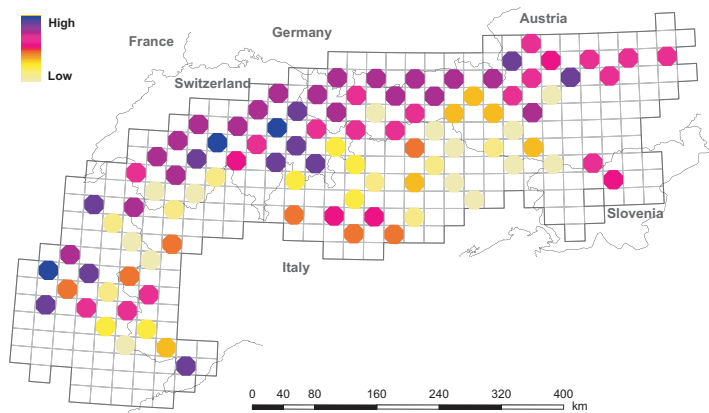 Austria
High
Germany
France
Low
Switzerland
Slovenia
Italy
0 40 80 160 240 320 400
km